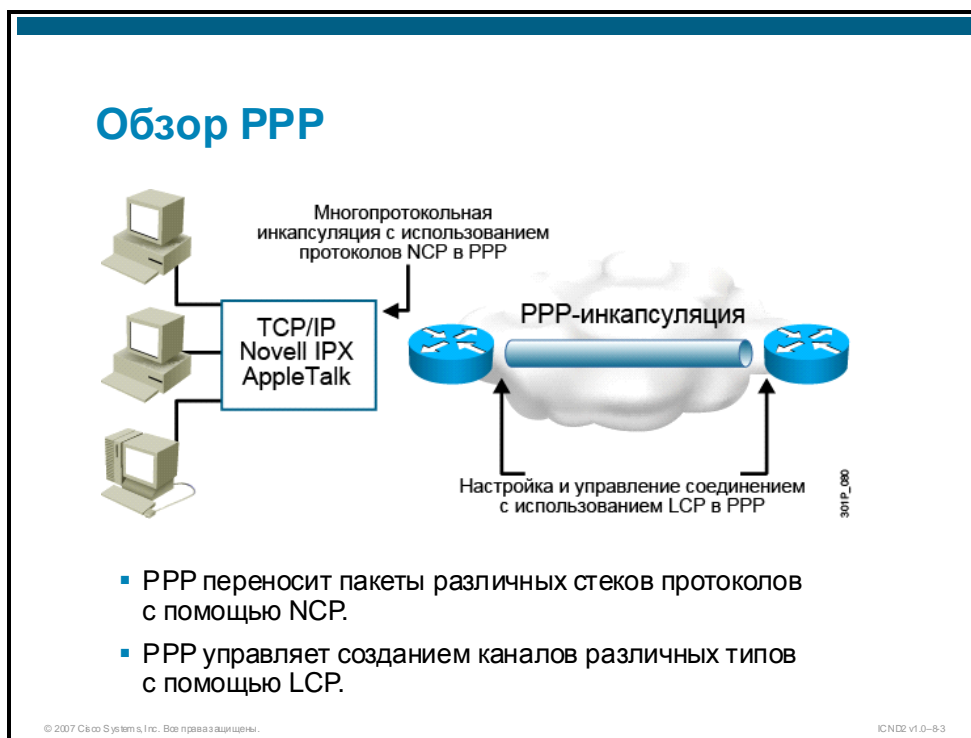 Обзор PPP
Многопротокольная
инкапсуляция с использованием
протоколов NCP в PPP
TCP/IP
Novell IPX
AppleTalk
PPP-инкапсуляция
Настройка и управление соединением
с использованием LCP в PPP
301P_080
PPP переносит пакеты различных стеков протоколов
с помощью NCP.
PPP управляет созданием каналов различных типов
с помощью LCP.
© 2007 Cisco Systems, Inc. Все права защищены.
ICND2 v1.0–8-3